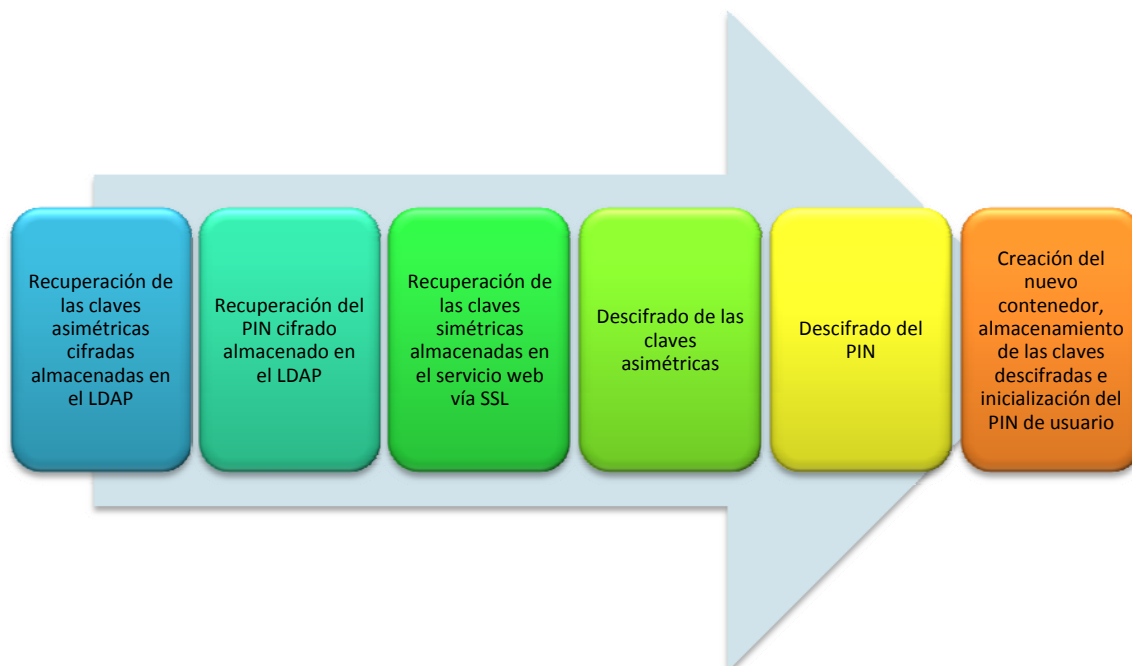 Recuperación de
las claves
asimétricas
cifradas
almacenadas en
el LDAP
Recuperación del
PIN cifrado
almacenado en
el LDAP
Recuperación de
las claves
simétricas
almacenadas en
el servicio web
vía SSL
Descifrado de las
claves
asimétricas
Descifrado del
PIN
Creación del
nuevo
contenedor,
almacenamiento
de las claves
descifradas e
inicialización del
PIN de usuario